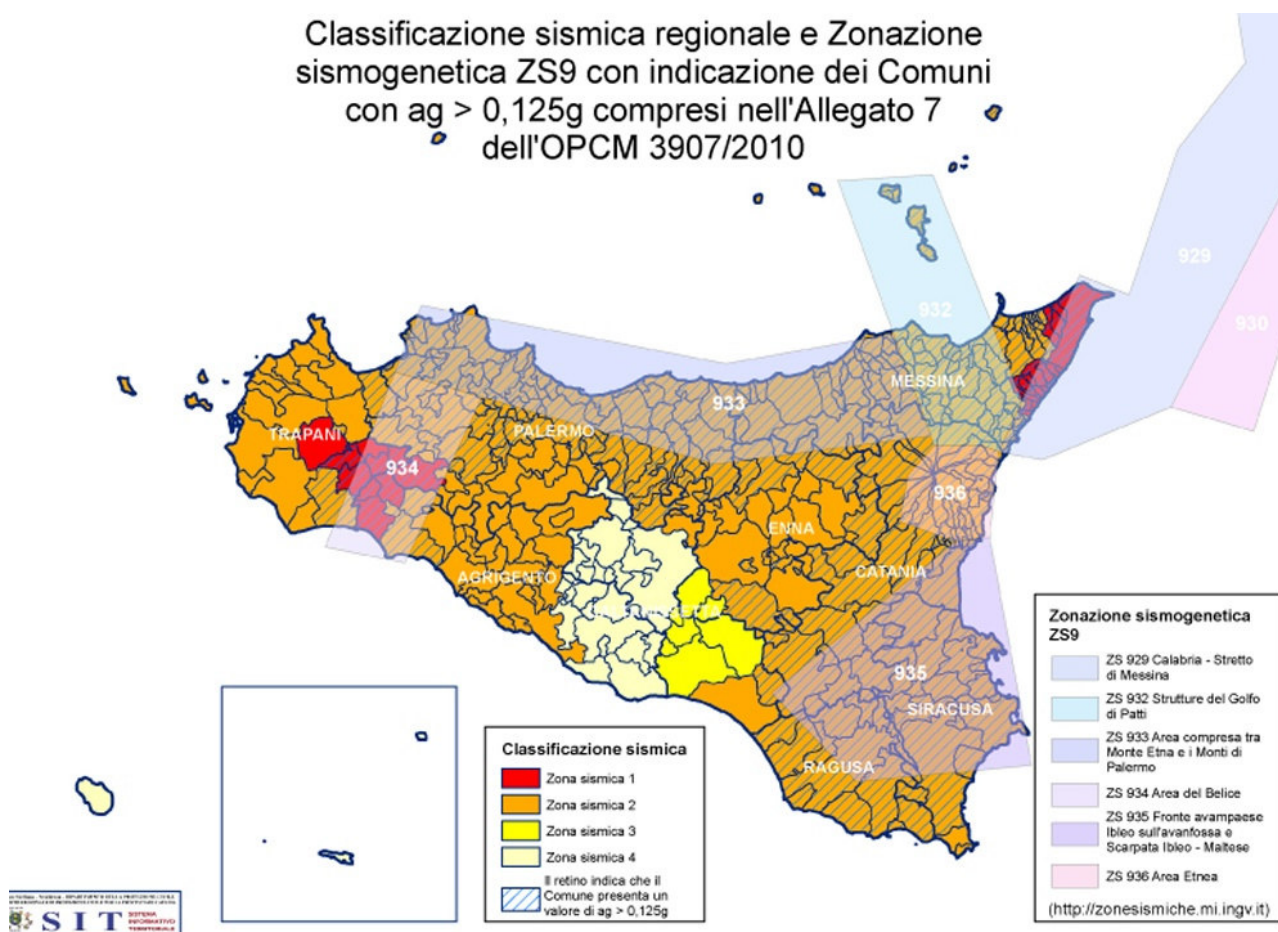 Classificazione sismica regionale e Zonazione
sismogenetica ZS9 con indicazione dei Comuni
con ag > 0,125g compresi nell'Allegato 7
dell'OPCM 3907/2010
929
932
930
MESSINA
933
TRAPANI
PALERMO
934
936
ENNA
CATANIA
AGRIGENTO
935
SIRACUSA
RAGUSA
Classificazione sismica
Zona sismica 1
Zona sismica 2
Zona sismica 3
Zona sismica 4
Il retino indica che il
Comune presenta un
valore di ag > 0,125g
Zonazione sismogenetica
ZS9
ZS 929 Calabria - Stretto
di Messina
ZS 932 Strutture del Golfo
di Patti
ZS 933 Area compresa tra
Monte Etna e i Monti di
Palermo
ZS 934 Area del Belice
ZS 935 Fronte avampaese
Ibleo sull'avanfossa e
Scarpata Ibleo - Maltese
ZS 936 Area Etnea
(http://zonesismiche.mi.ingv.it)
SIT
SISTEMA
INFORMATIVO
TERRITORIALE